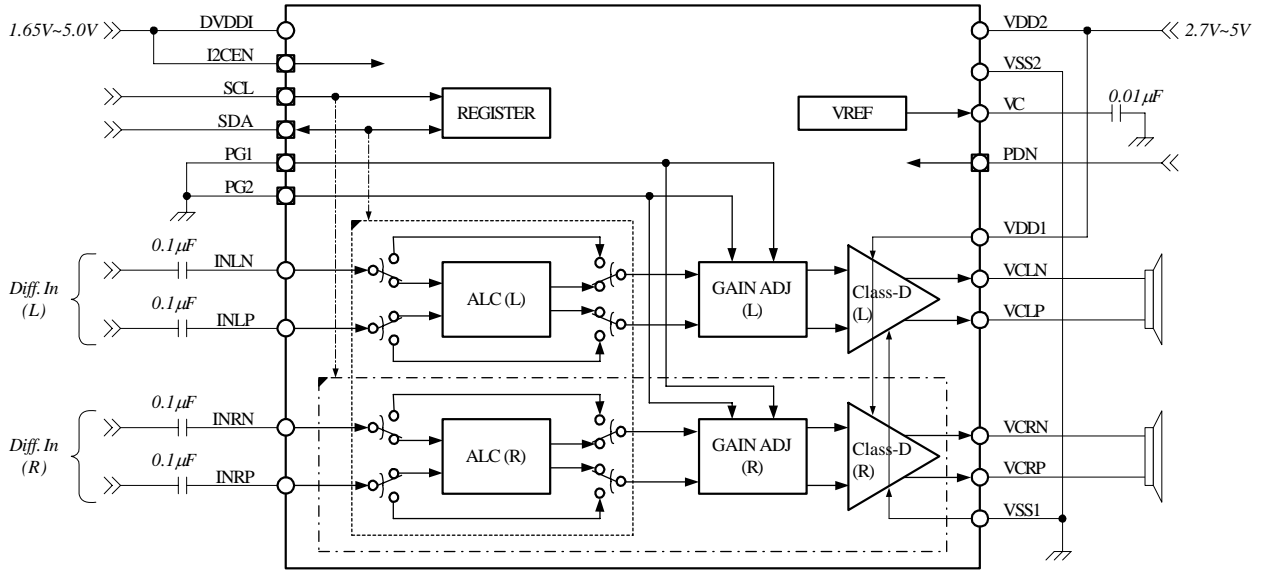 1.65V~5.0V
DVDDI
VDD2
2.7V~5V
I2CEN
VSS2
SCL
REGISTER
VREF
VC
0.01μF
SDA
PG1
PDN
PG2
VDD1
0.1μF
INLN
VCLN
Diff. In
(L)
ALC (L)
GAIN ADJ
(L)
Class-D
(L)
0.1μF
INLP
VCLP
0.1μF
INRN
VCRN
Diff. In
(R)
ALC (R)
GAIN ADJ
(R)
Class-D
(R)
0.1μF
INRP
VCRP
VSS1